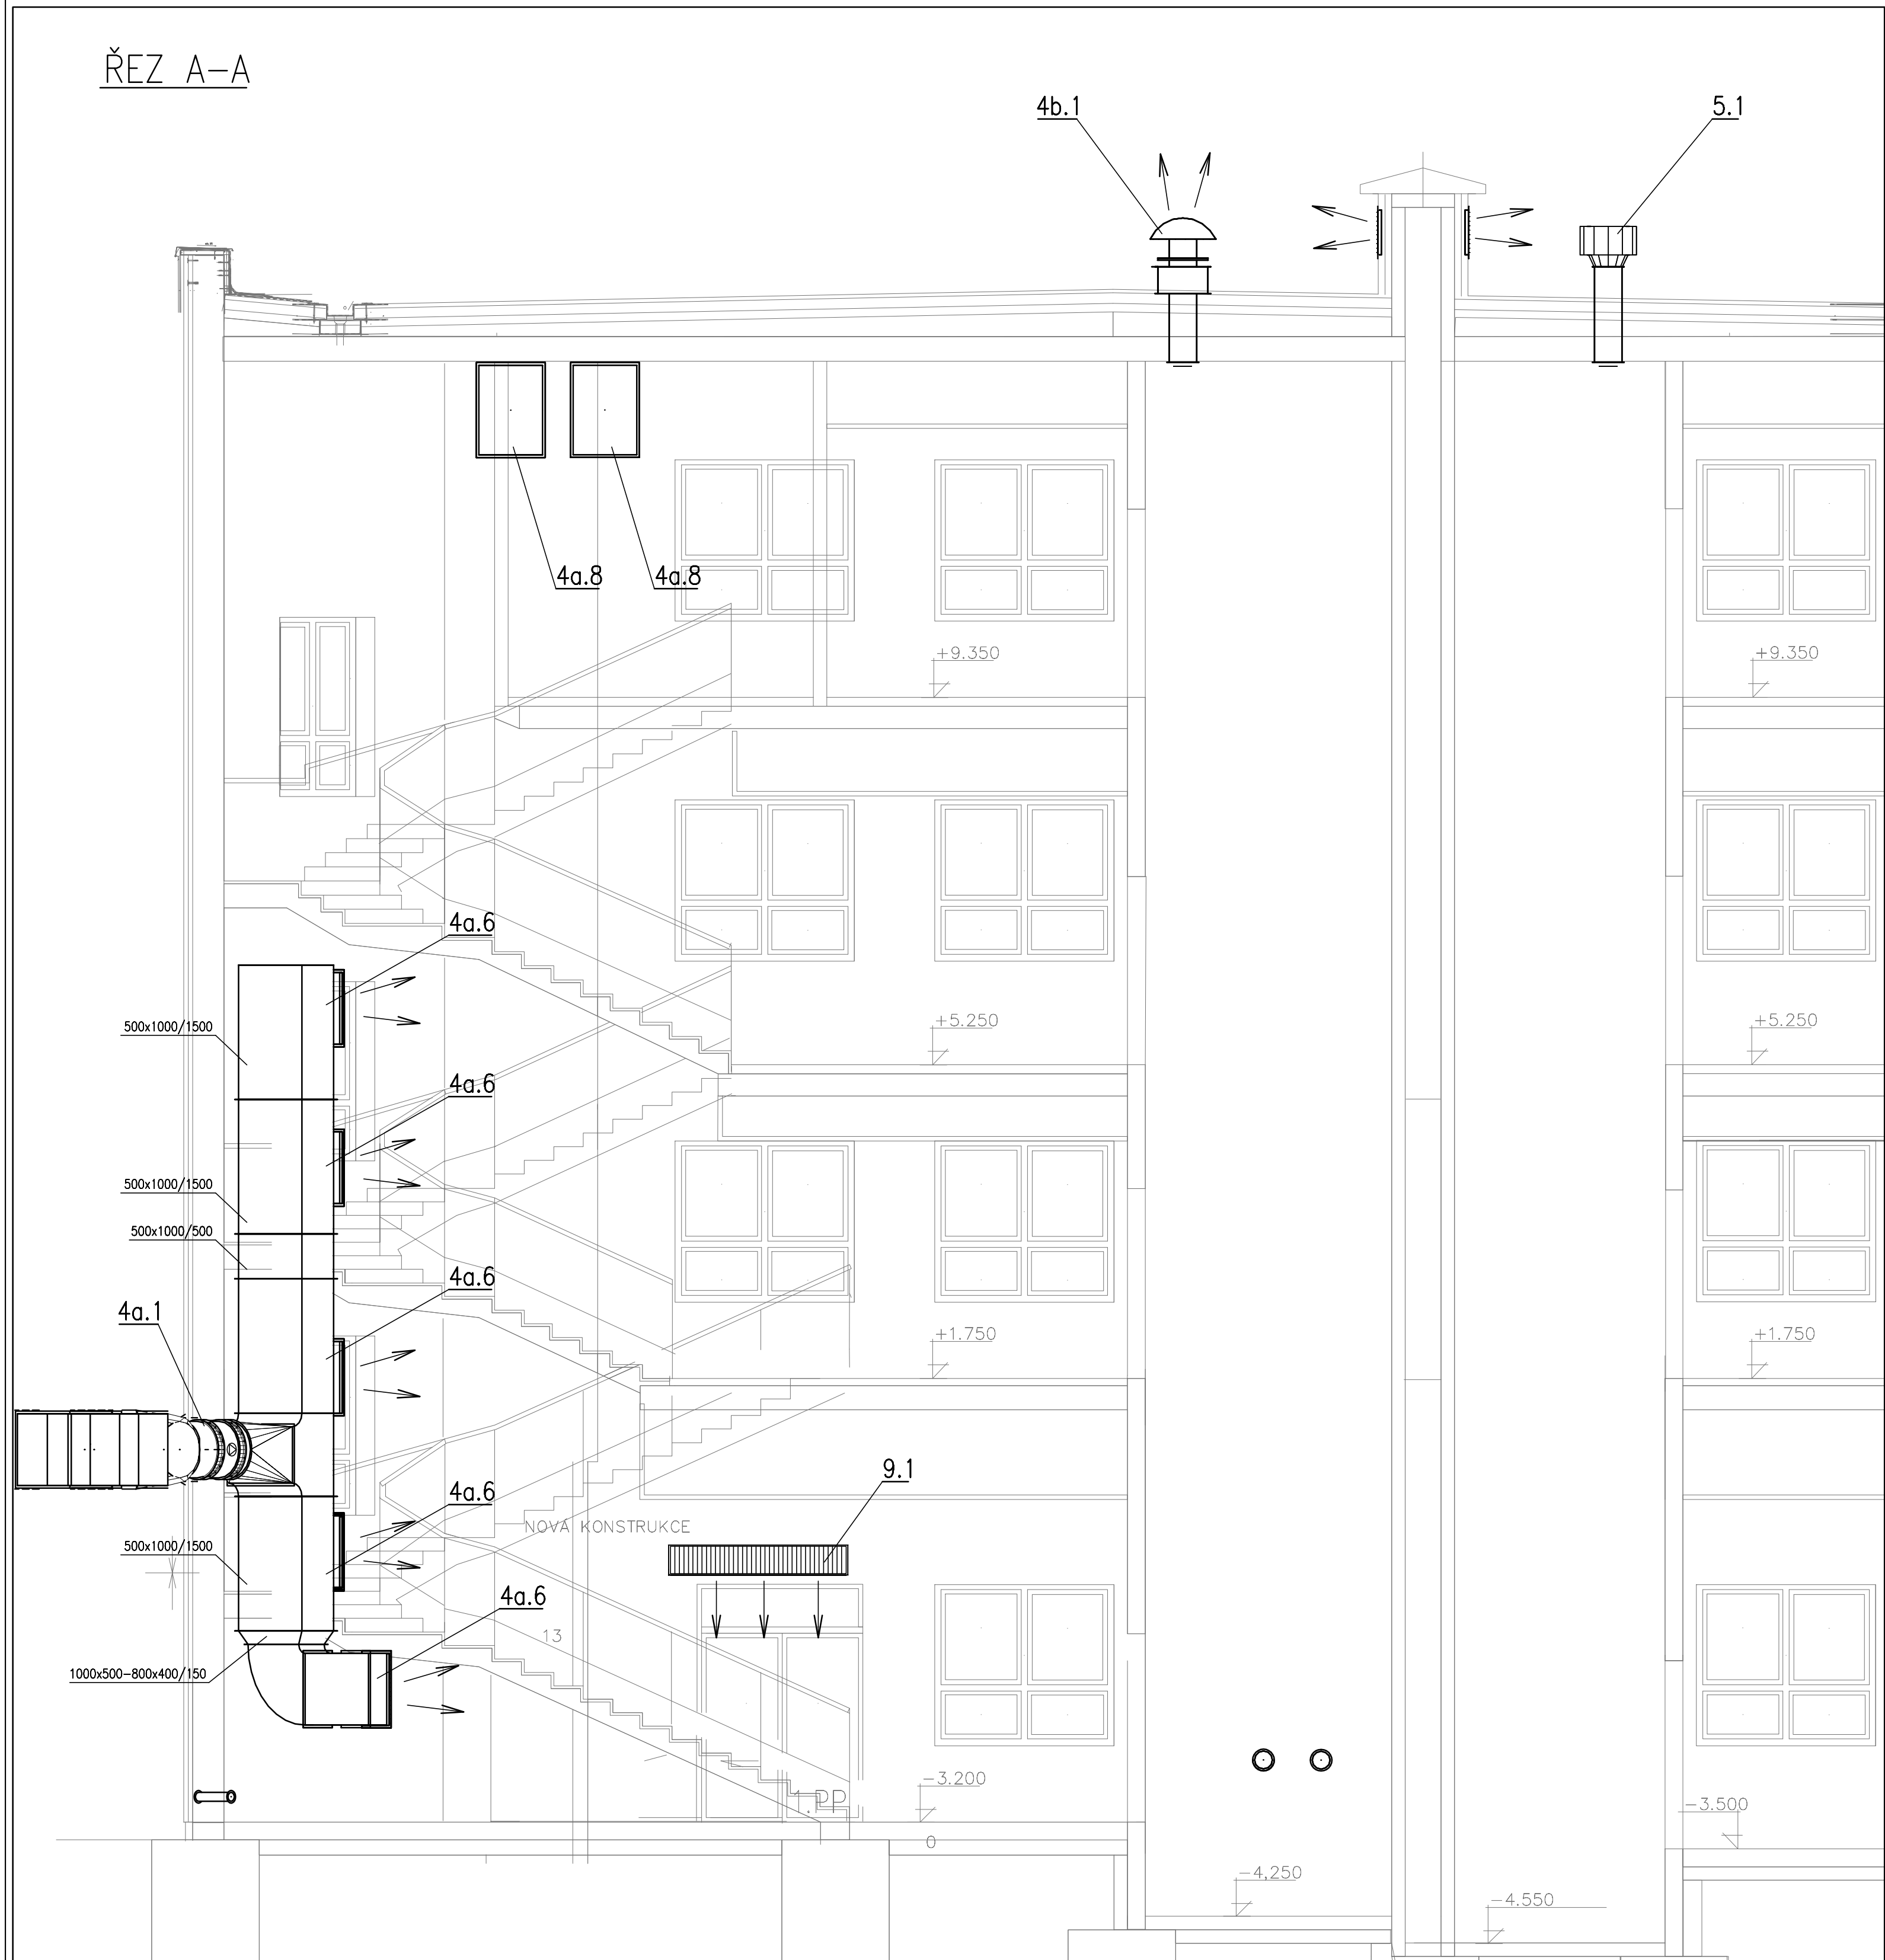 ŘEZ A-A
4b.1
5.1
4a.8
4a.8
+9.350
+9.350
4a.6
500x1000/1500
+5.250
+5.250
4a.6
500x1000/1500
500x1000/500
4a.6
4a.1
+1.750
+1.750
9.1
4a.6
NOVÁ KONSTRUKCE
500x1000/1500
4a.6
13
1000x500-800x400/150
-3.200
1.PP
-3.500
0
-4,250
-4.550